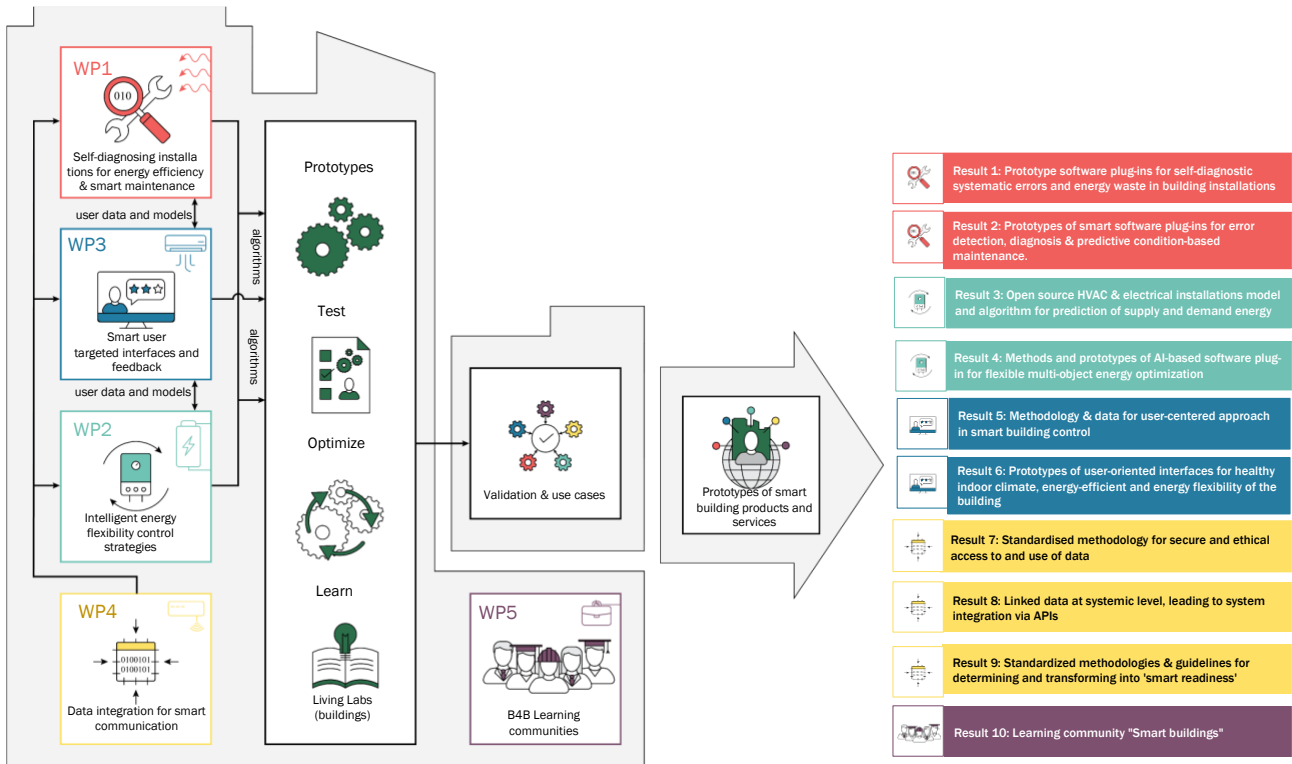 WP1
010
Self-diagnosing installa
tions for energy efficiency
& smart maintenance
user data and models
WP3
Smart user
targeted interfaces and
feedback
user data and models
WP2
Intelligent energy
flexibility control
strategies
WP4
0100101
0100101
Data integration for smart
communication
algorithms
algorithms
Prototypes
Test
Optimize
Learn
Living Labs
(buildings)
Validation & use cases
WP5
B4B Learning
communities
Prototypes of smart
building products and
services
Result 1: Prototype software plug-ins for self-diagnostic
systematic errors and energy waste in building installations
Result 2: Prototypes of smart software plug-ins for error
detection, diagnosis & predictive condition-based
maintenance.
Result 3: Open source HVAC & electrical installations model
and algorithm for prediction of supply and demand energy
Result 4: Methods and prototypes of AI-based software plug-
in for flexible multi-object energy optimization
Result 5: Methodology & data for user-centered approach
in smart building control
Result 6: Prototypes of user-oriented interfaces for healthy
indoor climate, energy-efficient and energy flexibility of the
building
Result 7: Standardised methodology for secure and ethical
access to and use of data
Result 8: Linked data at systemic level, leading to system
integration via APIs
Result 9: Standardized methodologies & guidelines for
determining and transforming into 'smart readiness'
Result 10: Learning community "Smart buildings"